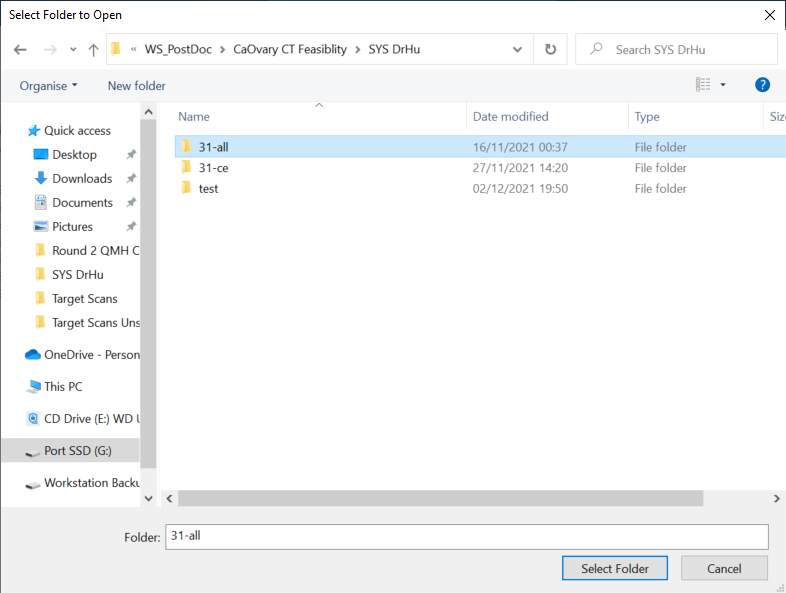 Select Folder to Open
« WS_PostDoc > CaOvary CT Feasiblity > SYS DrHu
Search SYS DrHu
Organise
New folder
Name
Date modified
Type
Size
Quick access
Desktop
Downloads
Documents
Pictures
Round 2 QMH C
SYS DrHu
Target Scans
Target Scans Uns
OneDrive - Person
This PC
CD Drive (E:) WD U
Port SSD (G:)
Workstation Backu
31-all 16/11/2021 00:37 File folder
31-ce 27/11/2021 14:20 File folder
test 02/12/2021 19:50 File folder
Folder: 31-all
Select Folder
Cancel